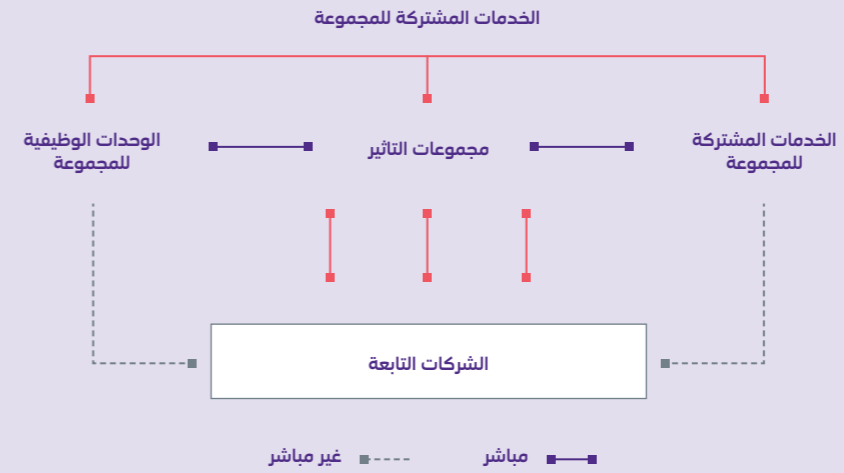 الخدمات المشتركة للمجموعة
الخدمات المشتركة
للمجموعة
مجموعات التاثير
الوحدات الوظيفية
للمجموعة
الشركات التابعة
مباشر
غير مباشر